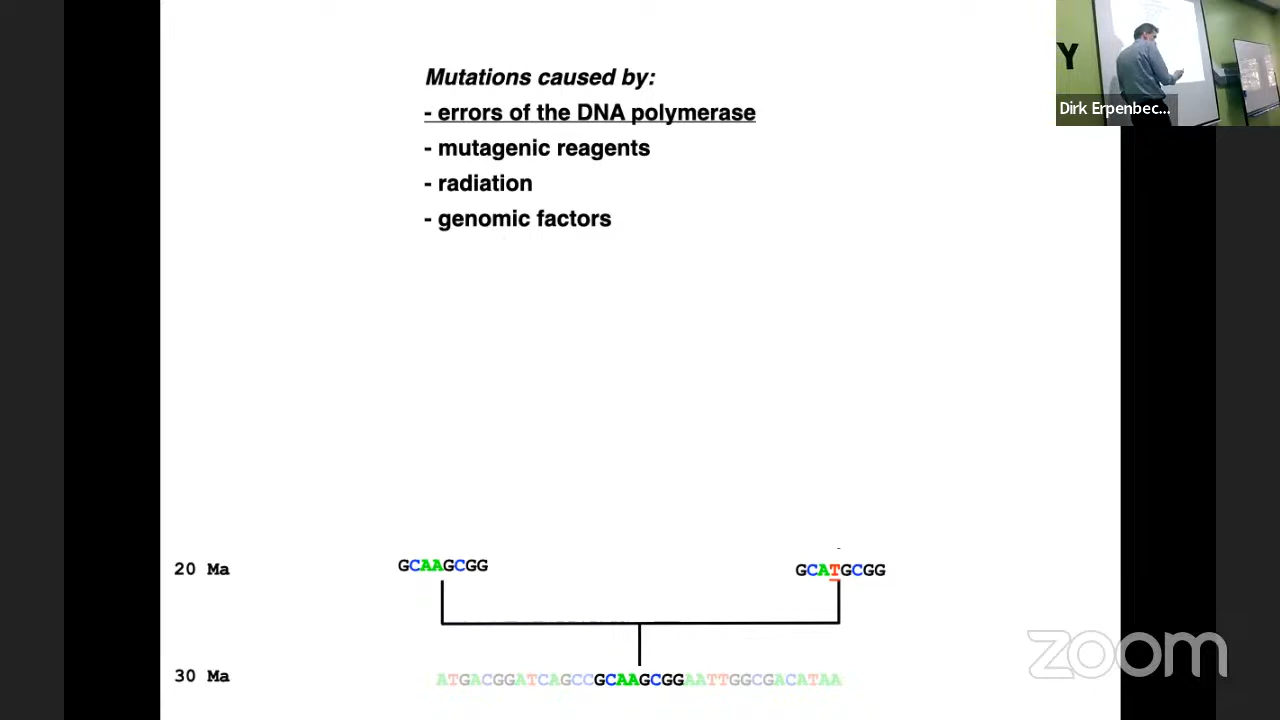 Mutations caused by:
- errors of the DNA polymerase
- mutagenic reagents
- radiation
- genomic factors
Y
Dirk Erpenbec...
20 Ma
GCAAGCGG
GCATGCGG
30 Ma
ATGACGGATCAGCCGCAAGCGGAATTGGCGACATAA
zoom